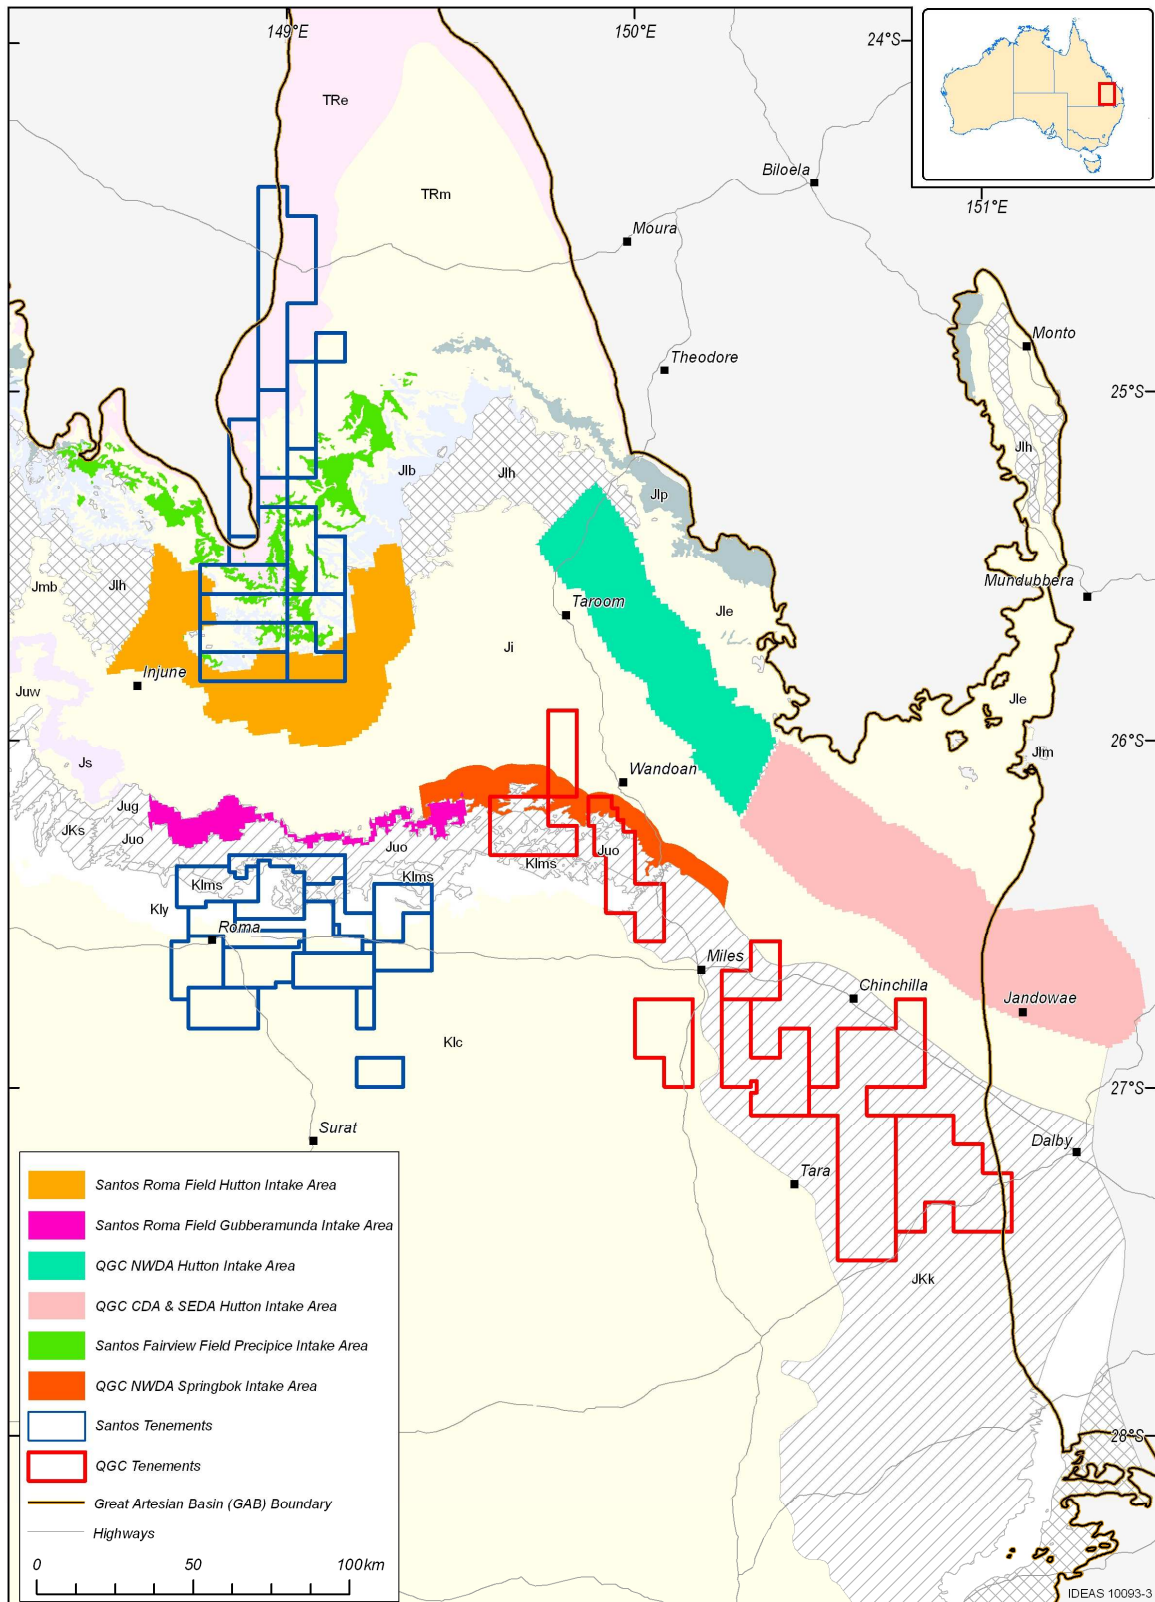 149°E
150°E
24°S
151°E
TRe
TRm
Biloela
Moura
Theodore
Monto
25°S
Jlh
Jlb
Jlh
Jlp
Jmb
Jlh
Mundubbera
Taroom
Jle
Ji
Injune
Juw
Jle
26°S
Js
Jlm
Wandoan
Jug
JKs
Juo
Juo
Juo
Klms
Klms
Klms
Kly
Roma
Miles
Chinchilla
Jandowae
Klc
27°S
Surat
Dalby
Tara
JKk
28°S
Santos Roma Field Hutton Intake Area
Santos Roma Field Gubberamunda Intake Area
QGC NWDA Hutton Intake Area
QGC CDA & SEDA Hutton Intake Area
Santos Fairview Field Precipice Intake Area
QGC NWDA Springbok Intake Area
Santos Tenements
QGC Tenements
Great Artesian Basin (GAB) Boundary
Highways
0 50 100km
IDEAS 10093-3